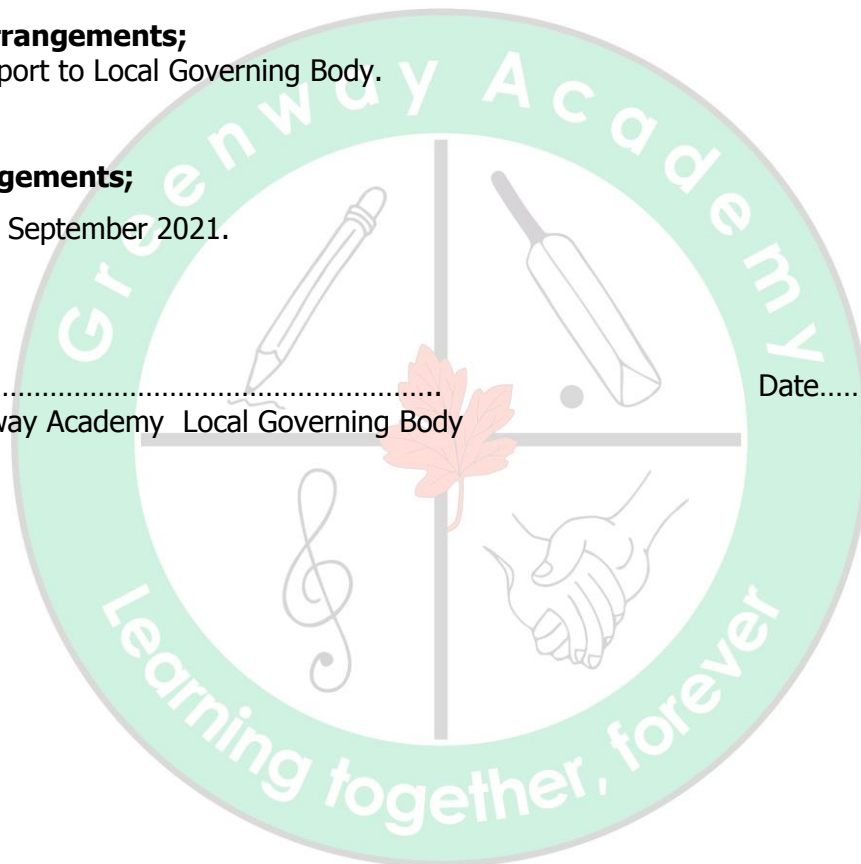 rrangements;
port to Local Governing Body.
gements;
September 2021.
…………………………………………………….. Date……
way Academy Local Governing Body
Greenway Academy
Learning together, forever